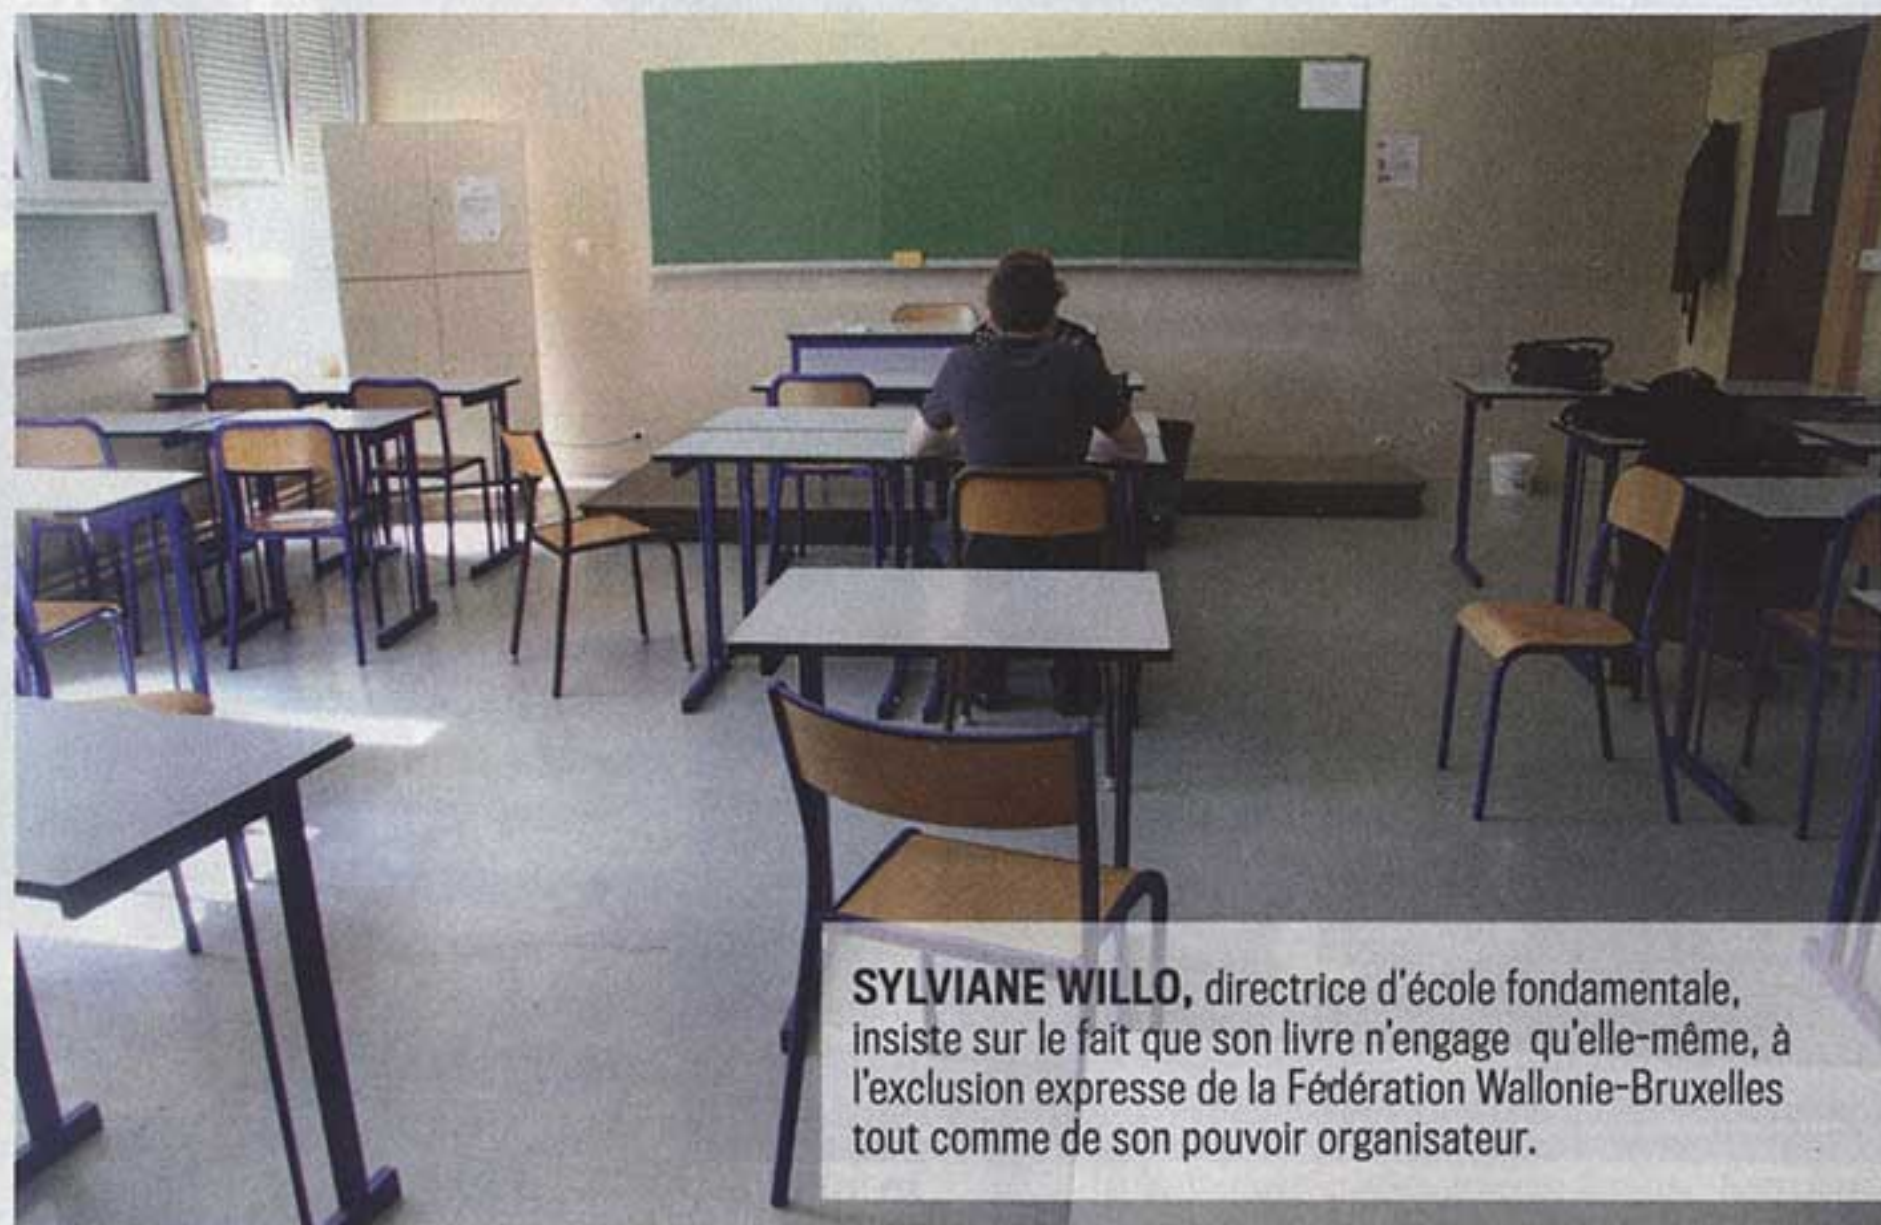 SYLVIANE WILLO, directrice d'école fondamentale,
insiste sur le fait que son livre n'engage qu'elle-même, à
l'exclusion expresse de la Fédération Wallonie-Bruxelles
tout comme de son pouvoir organisateur.